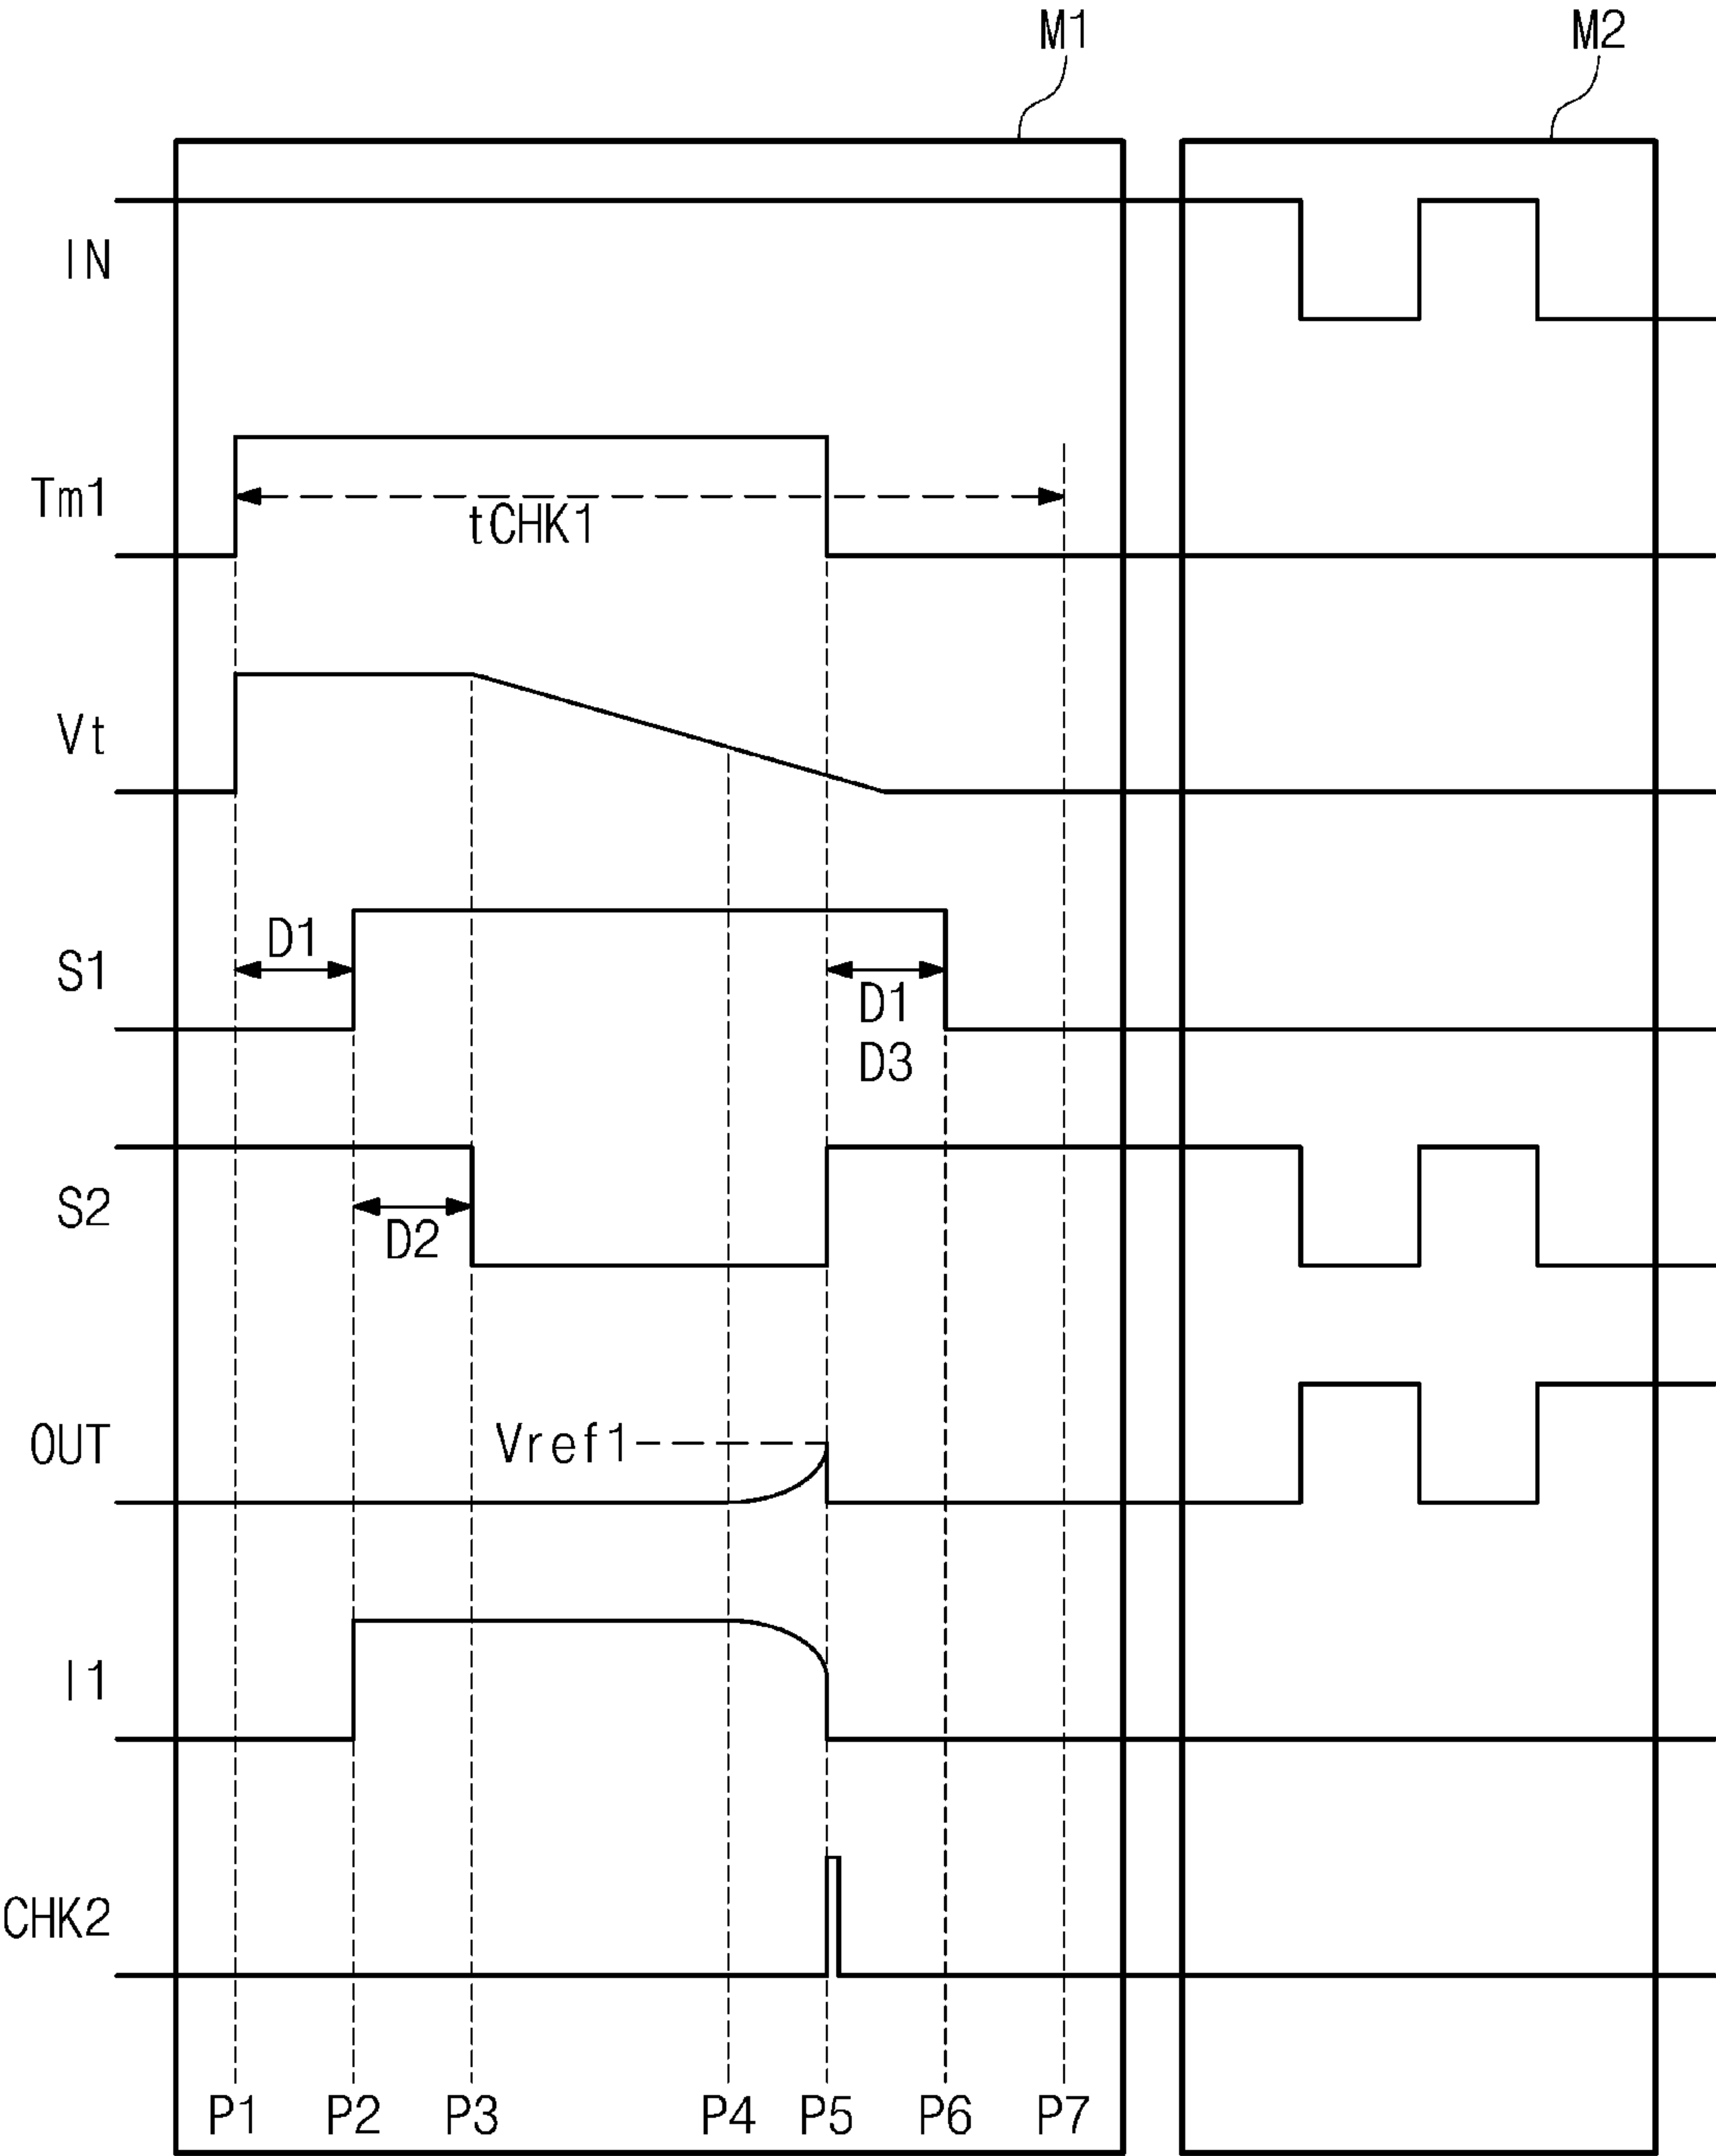 M1 M2
IN
Tm1
tCHK1
Vt
S1
D1
D1
D3
S2
D2
OUT
Vref1
I1
CHK2
P1 P2 P3 P4 P5 P6 P7